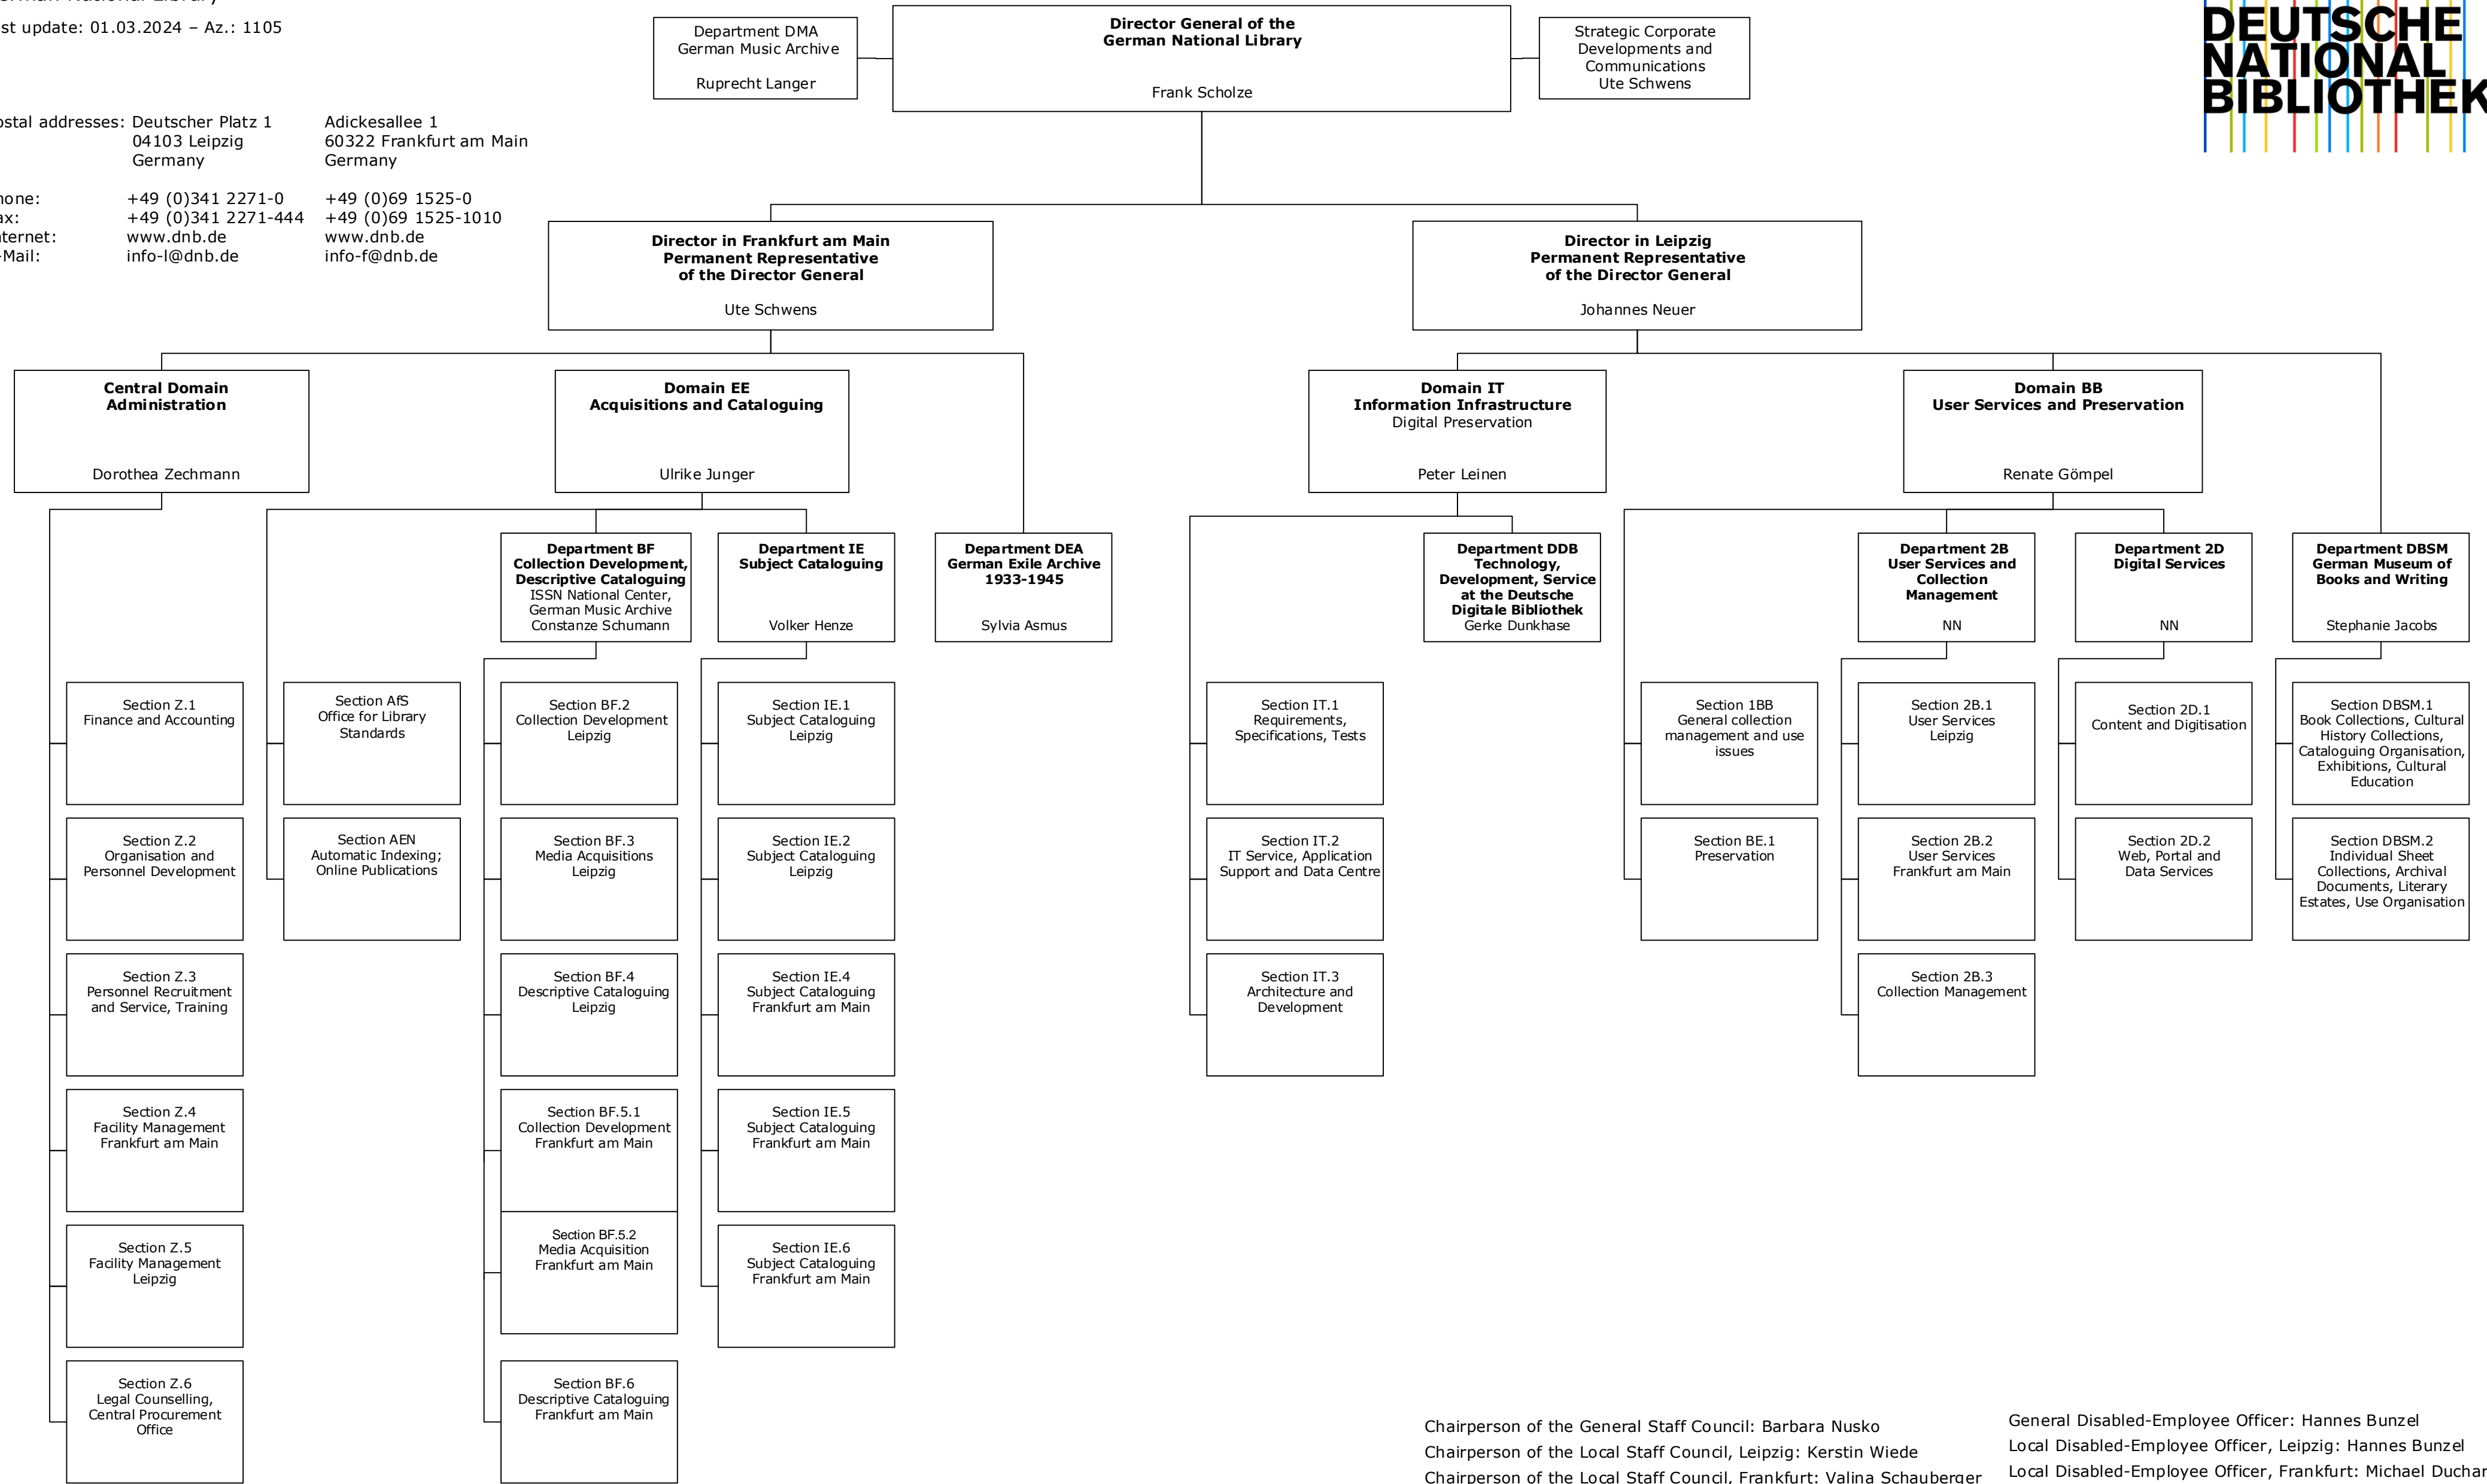 National Library
update: 01.03.2024 – Az.: 1105
addresses: Deutscher Platz 1
04103 Leipzig
Germany
Adickesallee 1
60322 Frankfurt am Main
Germany
+49 (0)341 2271-0
+49 (0)69 1525-0
+49 (0)341 2271-444
+49 (0)69 1525-1010
www.dnb.de
www.dnb.de
info-l@dnb.de
info-f@dnb.de
Department DMA
German Music Archive
Ruprecht Langer
Director General of the
German National Library
Frank Scholze
Strategic Corporate
Developments and
Communications
Ute Schwens
DEUTSCHE
NATIONAL
BIBLIOTHEK
Director in Frankfurt am Main
Permanent Representative
of the Director General
Ute Schwens
Director in Leipzig
Permanent Representative
of the Director General
Johannes Neuer
Central Domain
Administration
Dorothea Zechmann
Domain EE
Acquisitions and Cataloguing
Ulrike Junger
Domain IT
Information Infrastructure
Digital Preservation
Peter Leinen
Domain BB
User Services and Preservation
Renate Gömpel
Department BF
Collection Development,
Descriptive Cataloguing
ISSN National Center,
German Music Archive
Constanze Schumann
Department IE
Subject Cataloguing
Volker Henze
Department DEA
German Exile Archive
1933-1945
Sylvia Asmus
Department DDB
Technology,
Development, Service
at the Deutsche
Digitale Bibliothek
Gerke Dunkhase
Department 2B
User Services and
Collection
Management
NN
Department 2D
Digital Services
NN
Department DBSM
German Museum of
Books and Writing
Stephanie Jacobs
Section Z.1
Finance and Accounting
Section Z.2
Organisation and
Personnel Development
Section Z.3
Personnel Recruitment
and Service, Training
Section Z.4
Facility Management
Frankfurt am Main
Section Z.5
Facility Management
Leipzig
Section Z.6
Legal Counselling,
Central Procurement
Office
Section AfS
Office for Library
Standards
Section AEN
Automatic Indexing;
Online Publications
Section BF.2
Collection Development
Leipzig
Section BF.3
Media Acquisitions
Leipzig
Section BF.4
Descriptive Cataloguing
Leipzig
Section BF.5.1
Collection Development
Frankfurt am Main
Section BF.5.2
Media Acquisition
Frankfurt am Main
Section BF.6
Descriptive Cataloguing
Frankfurt am Main
Section IE.1
Subject Cataloguing
Leipzig
Section IE.2
Subject Cataloguing
Leipzig
Section IE.4
Subject Cataloguing
Frankfurt am Main
Section IE.5
Subject Cataloguing
Frankfurt am Main
Section IE.6
Subject Cataloguing
Frankfurt am Main
Section IT.1
Requirements,
Specifications, Tests
Section IT.2
IT Service, Application
Support and Data Centre
Section IT.3
Architecture and
Development
Section 1BB
General collection
management and use
issues
Section BE.1
Preservation
Section 2B.1
User Services
Leipzig
Section 2B.2
User Services
Frankfurt am Main
Section 2B.3
Collection Management
Section 2D.1
Content and Digitisation
Section 2D.2
Web, Portal and
Data Services
Section DBSM.1
Book Collections, Cultural
History Collections,
Cataloguing Organisation,
Exhibitions, Cultural
Education
Section DBSM.2
Individual Sheet
Collections, Archival
Documents, Literary
Estates, Use Organisation
Chairperson of the General Staff Council: Barbara Nusko
Chairperson of the Local Staff Council, Leipzig: Kerstin Wiede
Chairperson of the Local Staff Council, Frankfurt: Valina Schauberger
General Disabled-Employee Officer: Hannes Bunzel
Local Disabled-Employee Officer, Leipzig: Hannes Bunzel
Local Disabled-Employee Officer, Frankfurt: Michael